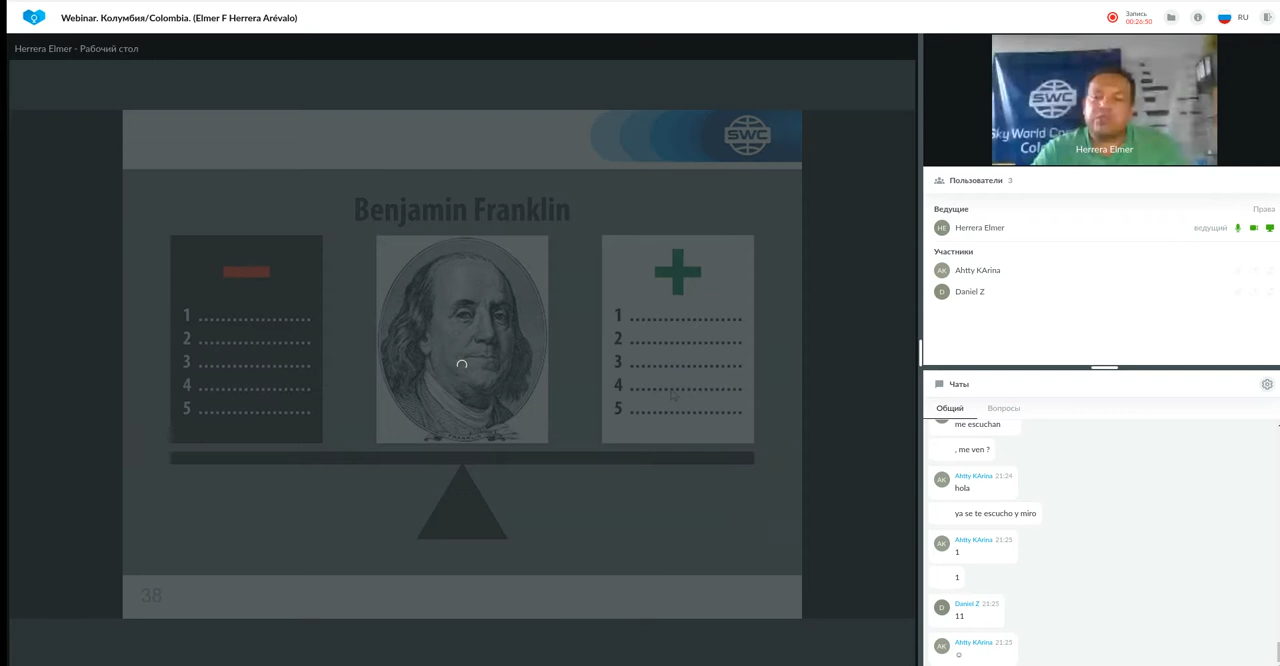 Webinar. Колумбия/Colombia. (Elmer F Herrera Arévalo)
Запись
00:26:50
RU
Herrera Elmer - Рабочий стол
SWC
Benjamin Franklin
1 ........................
2 ........................
3 ........................
4 ........................
5 ........................
1 ........................
2 ........................
3 ........................
4 ........................
5 ........................
38
SWC
Herrera Elmer
Пользователи 3
Ведущие Права
HE Herrera Elmer ведущий
Участники
AK Ahtty KArina
D Daniel Z
Чаты
Общий Вопросы
me escuchan
, me ven ?
AK Ahtty KArina 21:24
hola
ya se te escucho y miro
AK Ahtty KArina 21:25
1
1
D Daniel Z 21:25
11
AK Ahtty KArina 21:25
☺